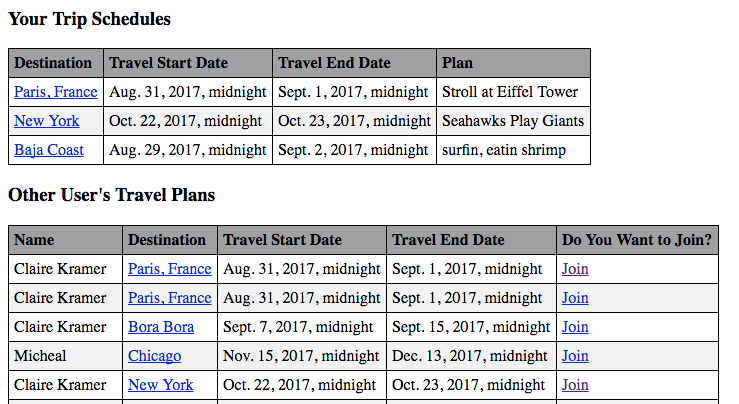 Your Trip Schedules
Destination Travel Start Date Travel End Date Plan
Paris, France Aug. 31, 2017, midnight Sept. 1, 2017, midnight Stroll at Eiffel Tower
New York Oct. 22, 2017, midnight Oct. 23, 2017, midnight Seahawks Play Giants
Baja Coast Aug. 29, 2017, midnight Sept. 2, 2017, midnight surfin, eatin shrimp
Other User's Travel Plans
Name Destination Travel Start Date Travel End Date Do You Want to Join?
Claire Kramer Paris, France Aug. 31, 2017, midnight Sept. 1, 2017, midnight Join
Claire Kramer Paris, France Aug. 31, 2017, midnight Sept. 1, 2017, midnight Join
Claire Kramer Bora Bora Sept. 7, 2017, midnight Sept. 15, 2017, midnight Join
Micheal Chicago Nov. 15, 2017, midnight Dec. 13, 2017, midnight Join
Claire Kramer New York Oct. 22, 2017, midnight Oct. 23, 2017, midnight Join